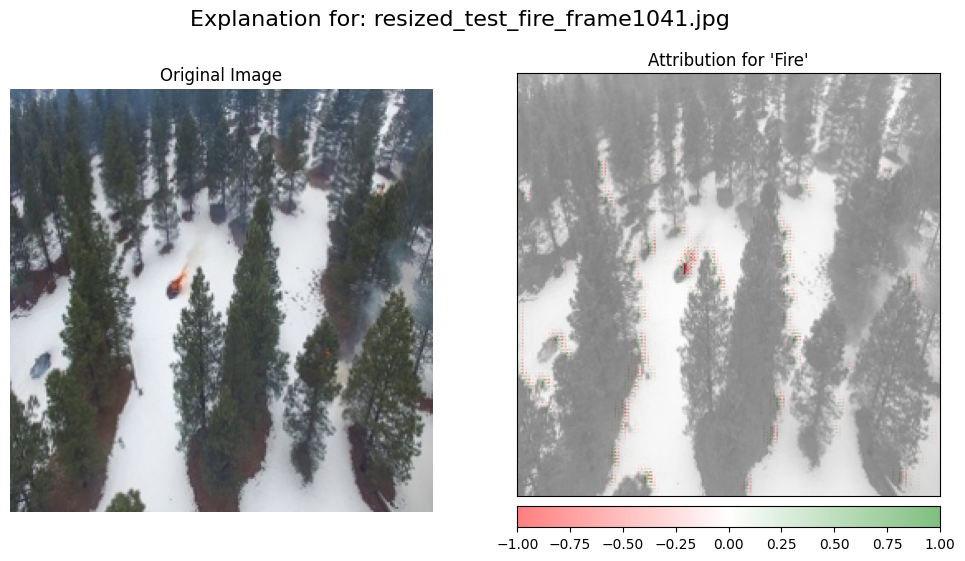 Explanation for: resized_test_fire_frame1041.jpg
Original Image
Attribution for 'Fire'
−1.00 −0.75 −0.50 −0.25 0.00 0.25 0.50 0.75 1.00